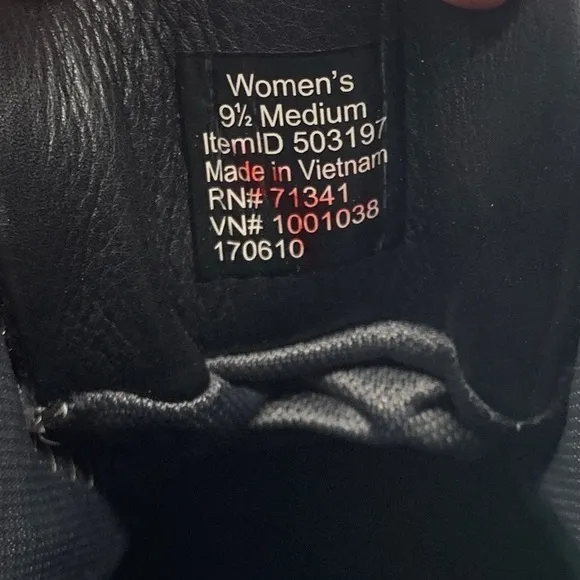 Women's
9½ Medium
ItemID 503197
Made in Vietnam
RN# 71341
VN# 1001038
170610